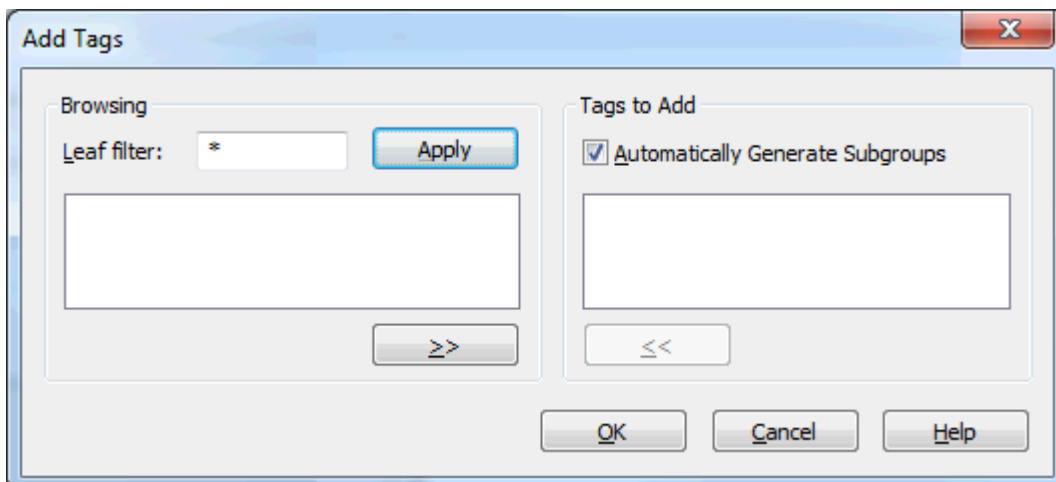 Add Tags
x
Browsing
Leaf filter: * Apply
>>
Tags to Add
Automatically Generate Subgroups
<<
OK Cancel Help